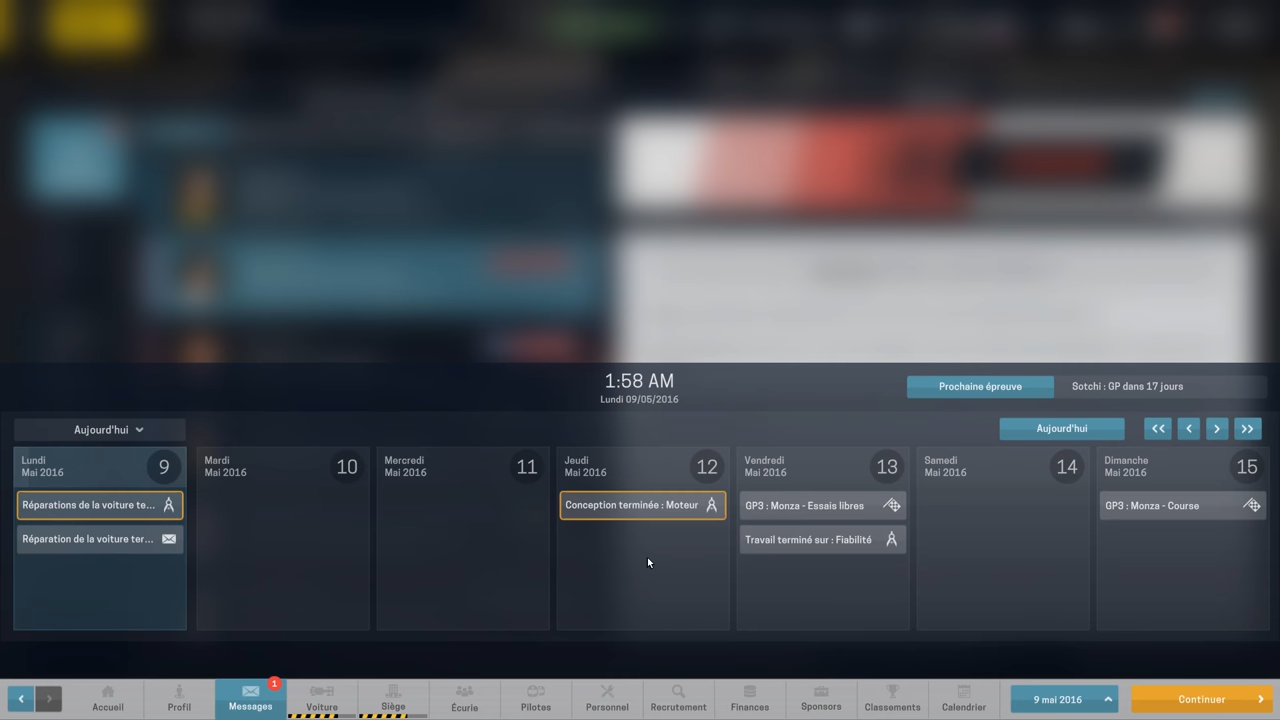 1:58 AM
Lundi 09/05/2016
Prochaine épreuve
Sotchi : GP dans 17 jours
Aujourd'hui
Aujourd'hui
Lundi
Mai 2016
9
Mardi
Mai 2016
10
Mercredi
Mai 2016
11
Jeudi
Mai 2016
12
Vendredi
Mai 2016
13
Samedi
Mai 2016
14
Dimanche
Mai 2016
15
Réparations de la voiture te...
Réparation de la voiture ter...
Conception terminée : Moteur
GP3 : Monza - Essais libres
Travail terminé sur : Fiabilité
GP3 : Monza - Course
Accueil
Profil
1
Messages
Voiture
Siège
Écurie
Pilotes
Personnel
Recrutement
Finances
Sponsors
Classements
Calendrier
9 mai 2016
Continuer